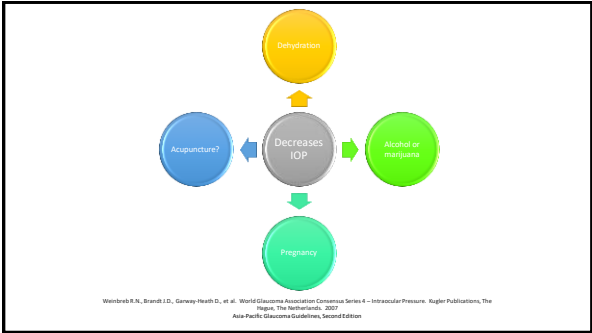 Dehydration
Acupuncture?
Decreases
IOP
Alcohol or
marijuana
Pregnancy
Weinbreb R.N., Brandt J.D., Garway-Heath D., et al. World Glaucoma Association Consensus Series 4 – Intraocular Pressure. Kugler Publications, The
Hague, The Netherlands. 2007
Asia-Pacific Glaucoma Guidelines, Second Edition